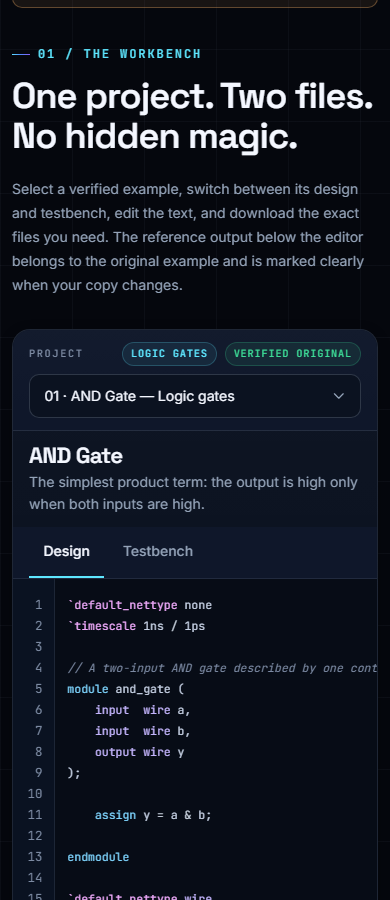 01 / THE WORKBENCH
One project. Two files.
No hidden magic.
Select a verified example, switch between its design
and testbench, edit the text, and download the exact
files you need. The reference output below the editor
belongs to the original example and is marked clearly
when your copy changes.
PROJECT
LOGIC GATES
VERIFIED ORIGINAL
01 · AND Gate — Logic gates
AND Gate
The simplest product term: the output is high only
when both inputs are high.
Design
Testbench
1 `default_nettype none
2 `timescale 1ns / 1ps
3
4 // A two-input AND gate described by one cont
5 module and_gate (
6     input  wire a,
7     input  wire b,
8     output wire y
9 );
10
11     assign y = a & b;
12
13 endmodule
14
15 `default_nettype wire